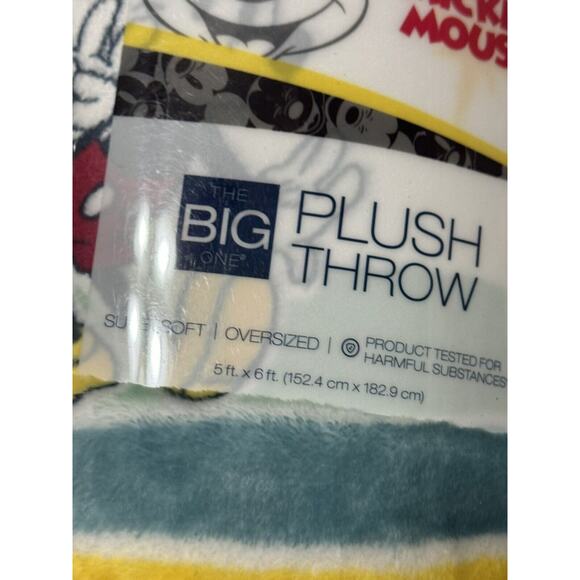 MOUS
THE
BIG
ONE®
PLUSH
THROW
SUPERSOFT | OVERSIZED | PRODUCT TESTED FOR
HARMFUL SUBSTANCES
5 ft. x 6 ft. (152.4 cm x 182.9 cm)